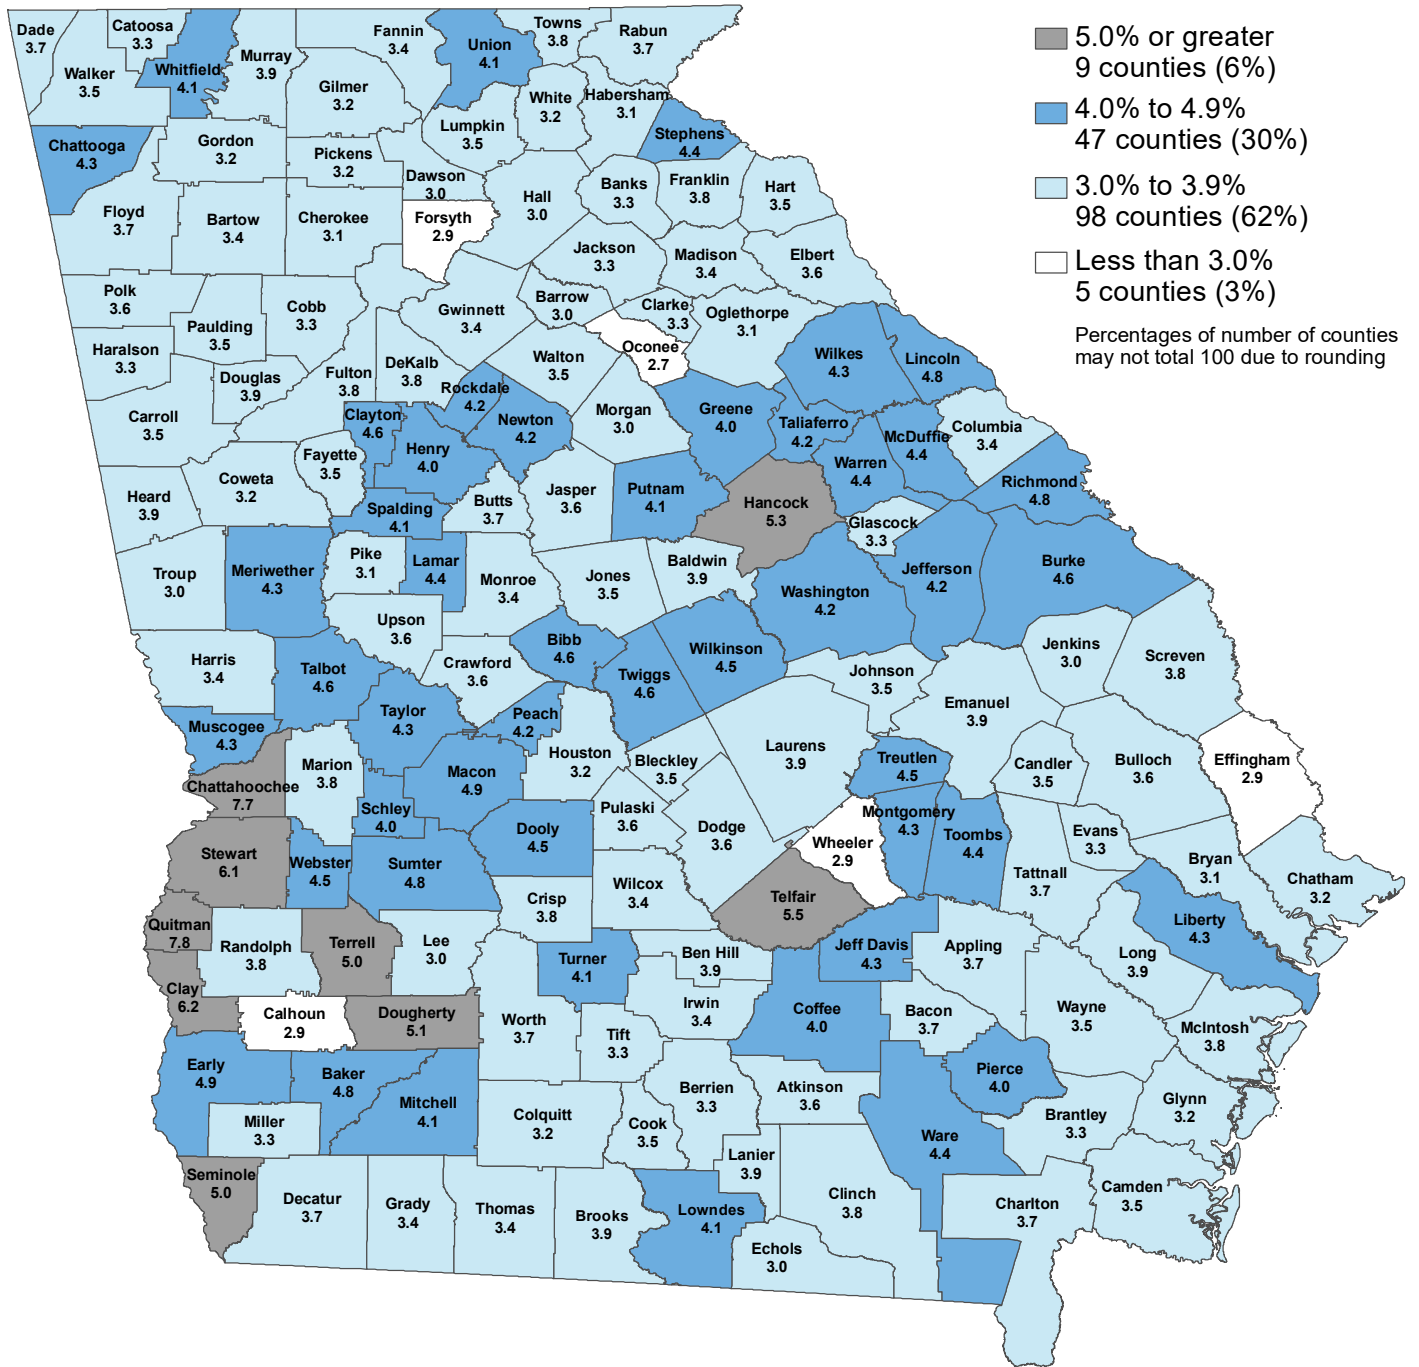 5.0% or greater
9 counties (6%)
4.0% to 4.9%
47 counties (30%)
3.0% to 3.9%
98 counties (62%)
Less than 3.0%
5 counties (3%)
Percentages of number of counties
may not total 100 due to rounding
Dade
3.7
Catoosa
3.3
Walker
3.5
Whitfield
4.1
Murray
3.9
Fannin
3.4
Union
4.1
Towns
3.8
Rabun
3.7
Gilmer
3.2
White
3.2
Habersham
3.1
Lumpkin
3.5
Stephens
4.4
Chattooga
4.3
Gordon
3.2
Pickens
3.2
Dawson
3.0
Hall
3.0
Banks
3.3
Franklin
3.8
Hart
3.5
Floyd
3.7
Bartow
3.4
Cherokee
3.1
Forsyth
2.9
Jackson
3.3
Madison
3.4
Elbert
3.6
Polk
3.6
Paulding
3.5
Cobb
3.3
Gwinnett
3.4
Barrow
3.0
Clarke
3.3
Oglethorpe
3.1
Haralson
3.3
Douglas
3.9
Fulton
3.8
DeKalb
3.8
Rockdale
4.2
Walton
3.5
Oconee
2.7
Wilkes
4.3
Lincoln
4.8
Carroll
3.5
Clayton
4.6
Henry
4.0
Newton
4.2
Morgan
3.0
Greene
4.0
Taliaferro
4.2
McDuffie
4.4
Columbia
3.4
Warren
4.4
Richmond
4.8
Heard
3.9
Coweta
3.2
Fayette
3.5
Spalding
4.1
Butts
3.7
Jasper
3.6
Putnam
4.1
Hancock
5.3
Glascock
3.3
Troup
3.0
Meriwether
4.3
Pike
3.1
Lamar
4.4
Monroe
3.4
Jones
3.5
Baldwin
3.9
Washington
4.2
Jefferson
4.2
Burke
4.6
Upson
3.6
Harris
3.4
Talbot
4.6
Crawford
3.6
Bibb
4.6
Twiggs
4.6
Wilkinson
4.5
Johnson
3.5
Jenkins
3.0
Screven
3.8
Emanuel
3.9
Muscogee
4.3
Taylor
4.3
Peach
4.2
Houston
3.2
Bleckley
3.5
Laurens
3.9
Treutlen
4.5
Candler
3.5
Bulloch
3.6
Effingham
2.9
Chattahoochee
7.7
Marion
3.8
Schley
4.0
Macon
4.9
Dooly
4.5
Pulaski
3.6
Dodge
3.6
Wheeler
2.9
Montgomery
4.3
Toombs
4.4
Evans
3.3
Tattnall
3.7
Bryan
3.1
Chatham
3.2
Stewart
6.1
Webster
4.5
Sumter
4.8
Crisp
3.8
Wilcox
3.4
Telfair
5.5
Jeff Davis
4.3
Appling
3.7
Long
3.9
Liberty
4.3
Quitman
7.8
Randolph
3.8
Terrell
5.0
Lee
3.0
Turner
4.1
Ben Hill
3.9
Irwin
3.4
Coffee
4.0
Bacon
3.7
Wayne
3.5
McIntosh
3.8
Clay
6.2
Calhoun
2.9
Dougherty
5.1
Worth
3.7
Tift
3.3
Early
4.9
Baker
4.8
Mitchell
4.1
Miller
3.3
Colquitt
3.2
Cook
3.5
Berrien
3.3
Atkinson
3.6
Pierce
4.0
Ware
4.4
Brantley
3.3
Glynn
3.2
Seminole
5.0
Decatur
3.7
Grady
3.4
Thomas
3.4
Brooks
3.9
Lowndes
4.1
Lanier
3.9
Echols
3.0
Clinch
3.8
Charlton
3.7
Camden
3.5